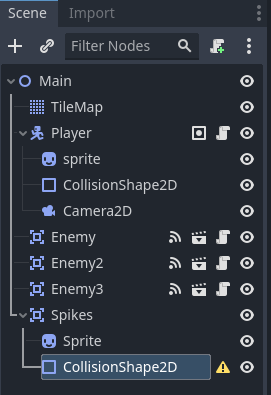 Scene Import
Filter Nodes
Main
TileMap
Player
sprite
CollisionShape2D
Camera2D
Enemy
Enemy2
Enemy3
Spikes
Sprite
CollisionShape2D